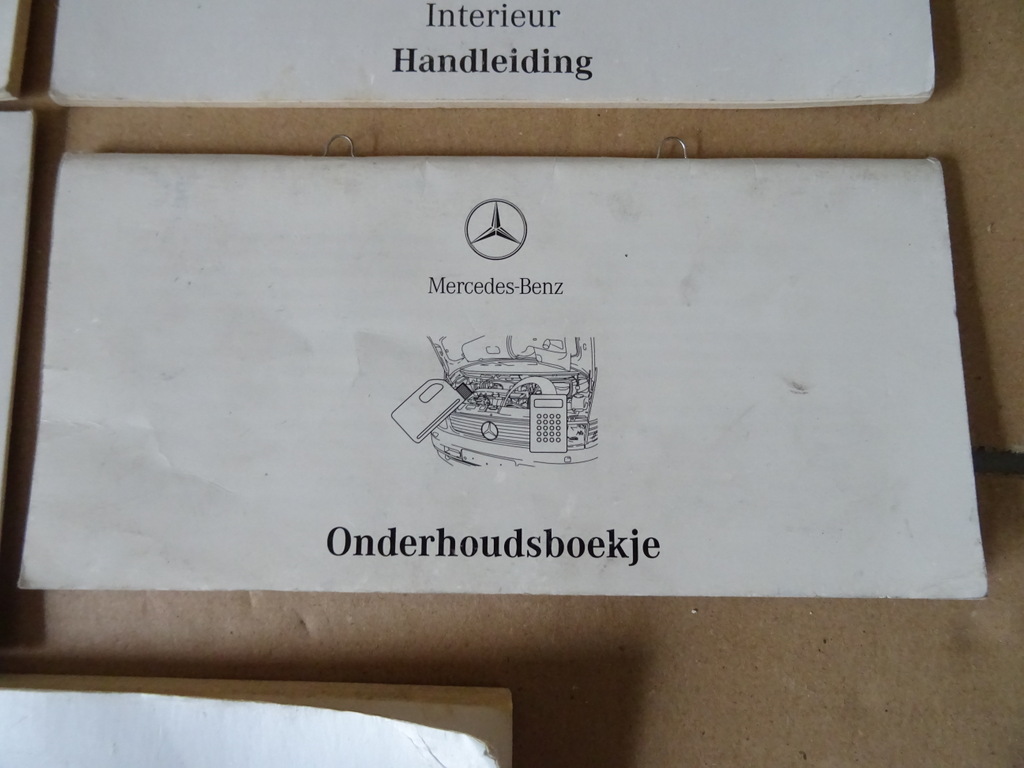 Interieur
Handleiding
Mercedes-Benz
Onderhoudsboekje